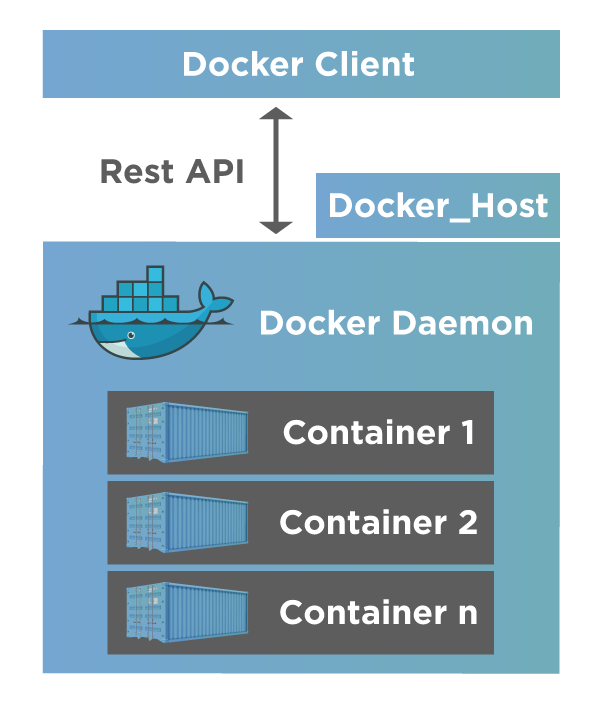 Docker Client
Rest API
Docker_Host
Docker Daemon
Container 1
Container 2
Container n